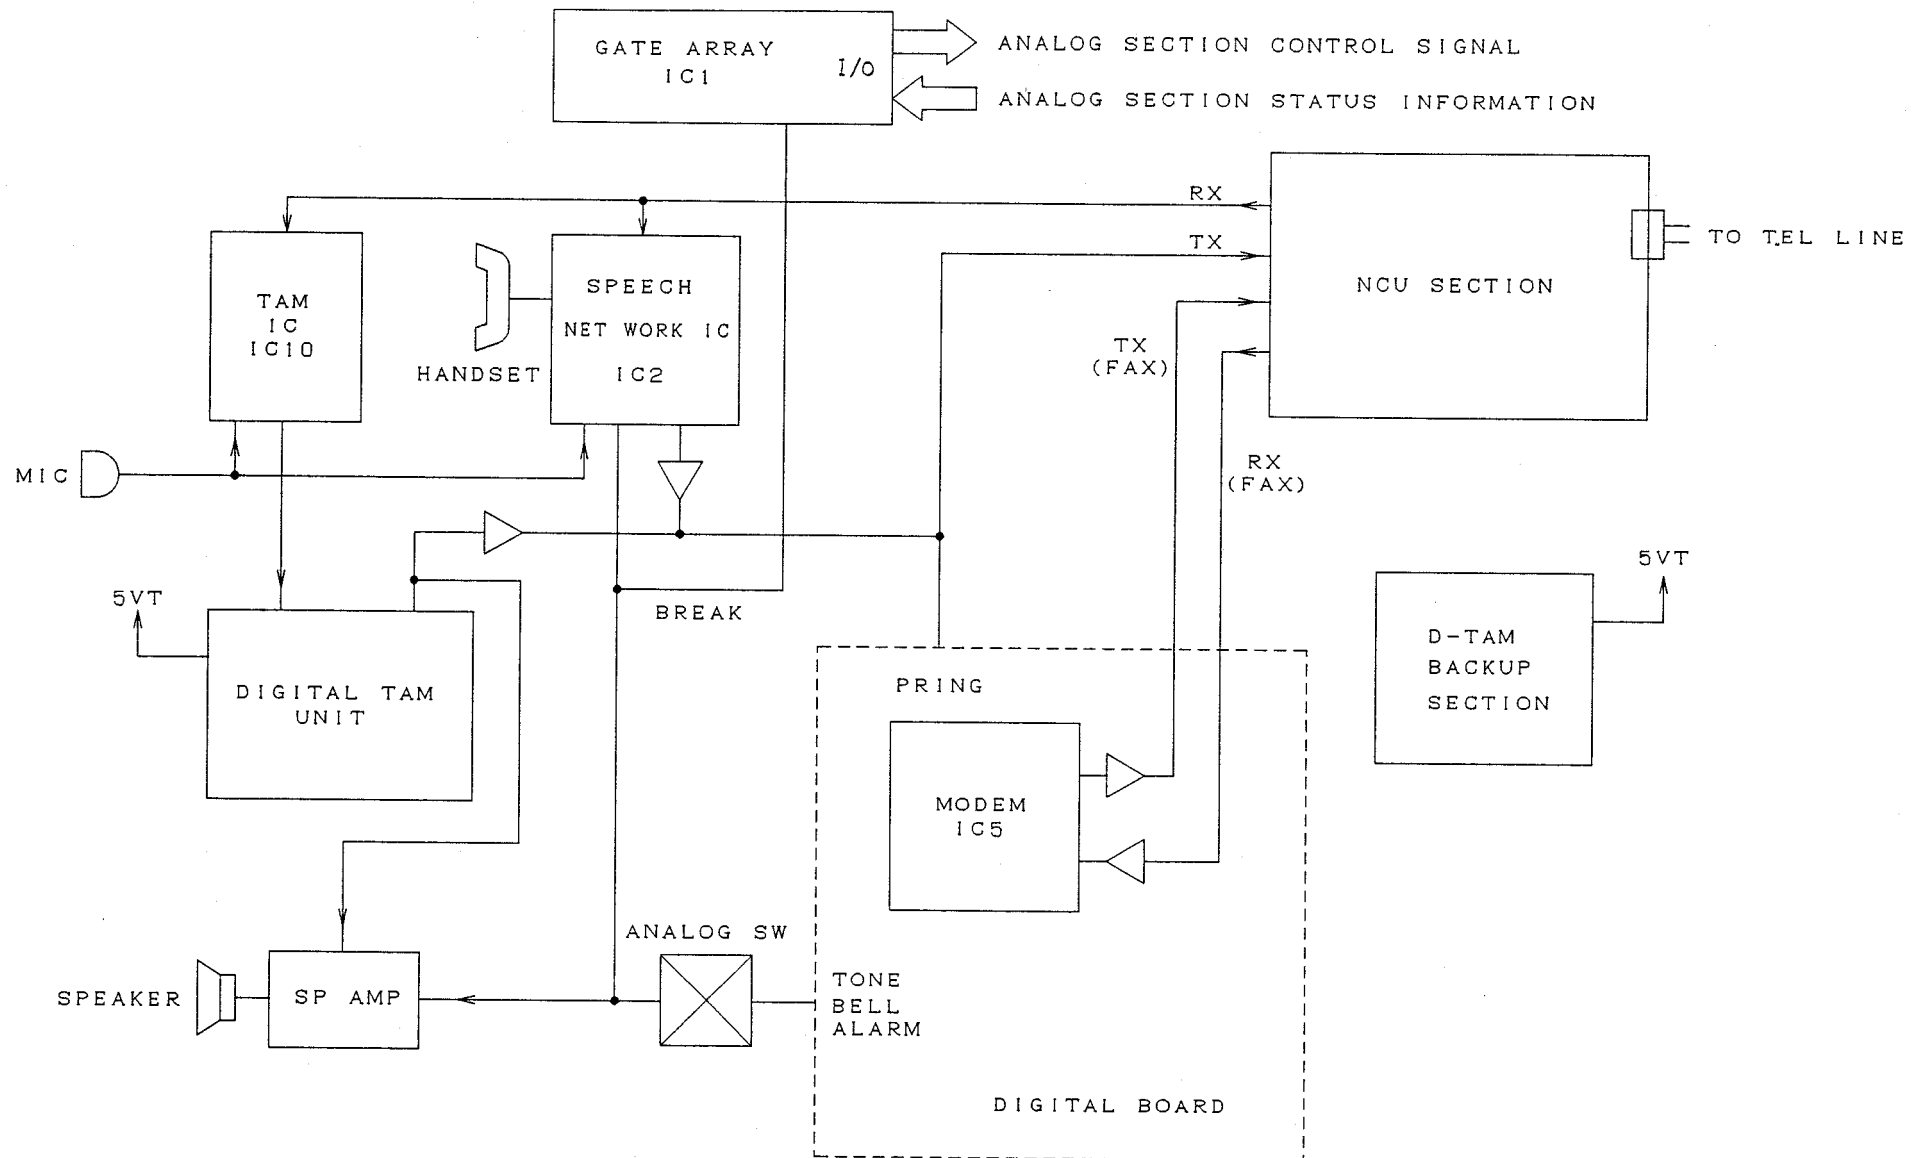 GATE ARRAY
IC1
I/O
ANALOG SECTION CONTROL SIGNAL
ANALOG SECTION STATUS INFORMATION
RX
TX
NCU SECTION
TO TEL LINE
TAM
IC
IC10
SPEECH
NET WORK IC
IC2
HANDSET
TX
(FAX)
RX
(FAX)
MIC
5VT
BREAK
5VT
DIGITAL TAM
UNIT
PRING
D-TAM
BACKUP
SECTION
MODEM
IC5
ANALOG SW
SPEAKER
SP AMP
TONE
BELL
ALARM
DIGITAL BOARD